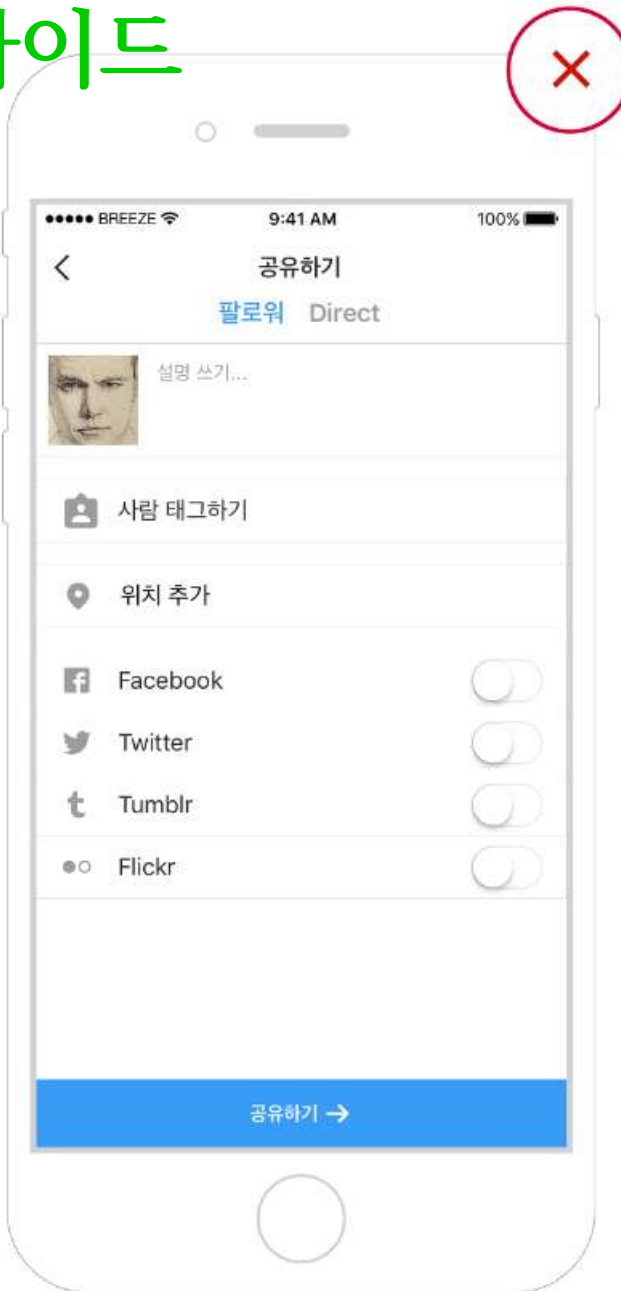 이드
BREEZE 9:41 AM 100%
공유하기
팔로워 Direct
설명 쓰기...
사람 태그하기
위치 추가
Facebook
Twitter
Tumblr
Flickr
공유하기 →